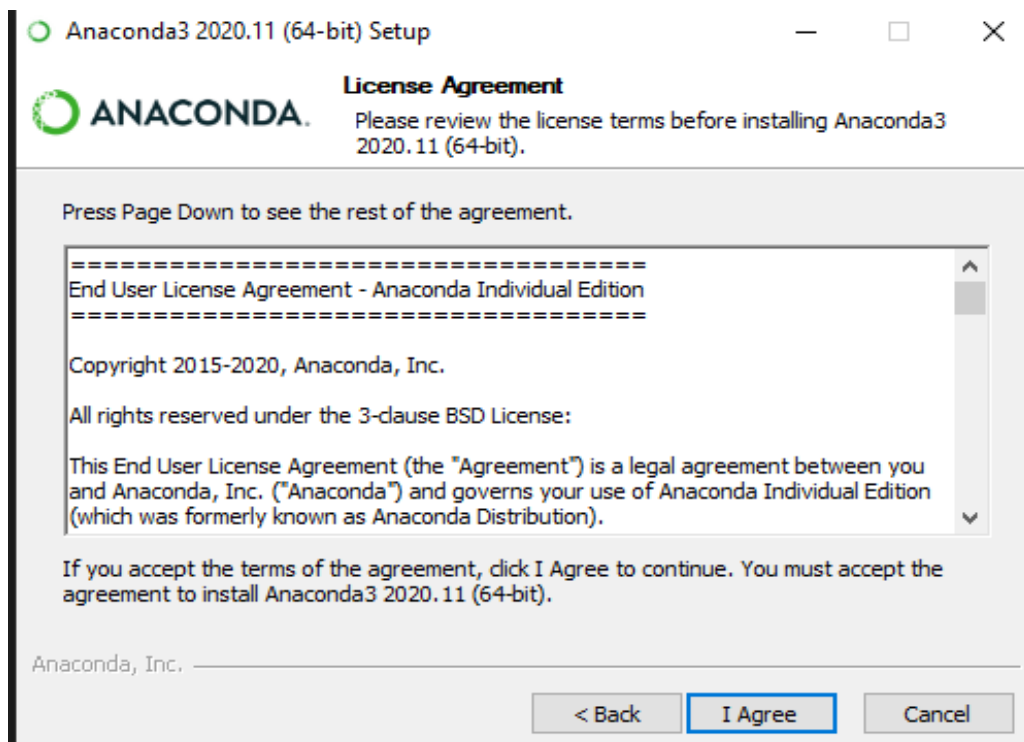 Anaconda3 2020.11 (64-bit) Setup
ANACONDA.
License Agreement
Please review the license terms before installing Anaconda3
2020.11 (64-bit).
Press Page Down to see the rest of the agreement.
===================================
End User License Agreement - Anaconda Individual Edition
===================================
Copyright 2015-2020, Anaconda, Inc.
All rights reserved under the 3-clause BSD License:
This End User License Agreement (the "Agreement") is a legal agreement between you
and Anaconda, Inc. ("Anaconda") and governs your use of Anaconda Individual Edition
(which was formerly known as Anaconda Distribution).
If you accept the terms of the agreement, click I Agree to continue. You must accept the
agreement to install Anaconda3 2020.11 (64-bit).
Anaconda, Inc.
< Back
I Agree
Cancel